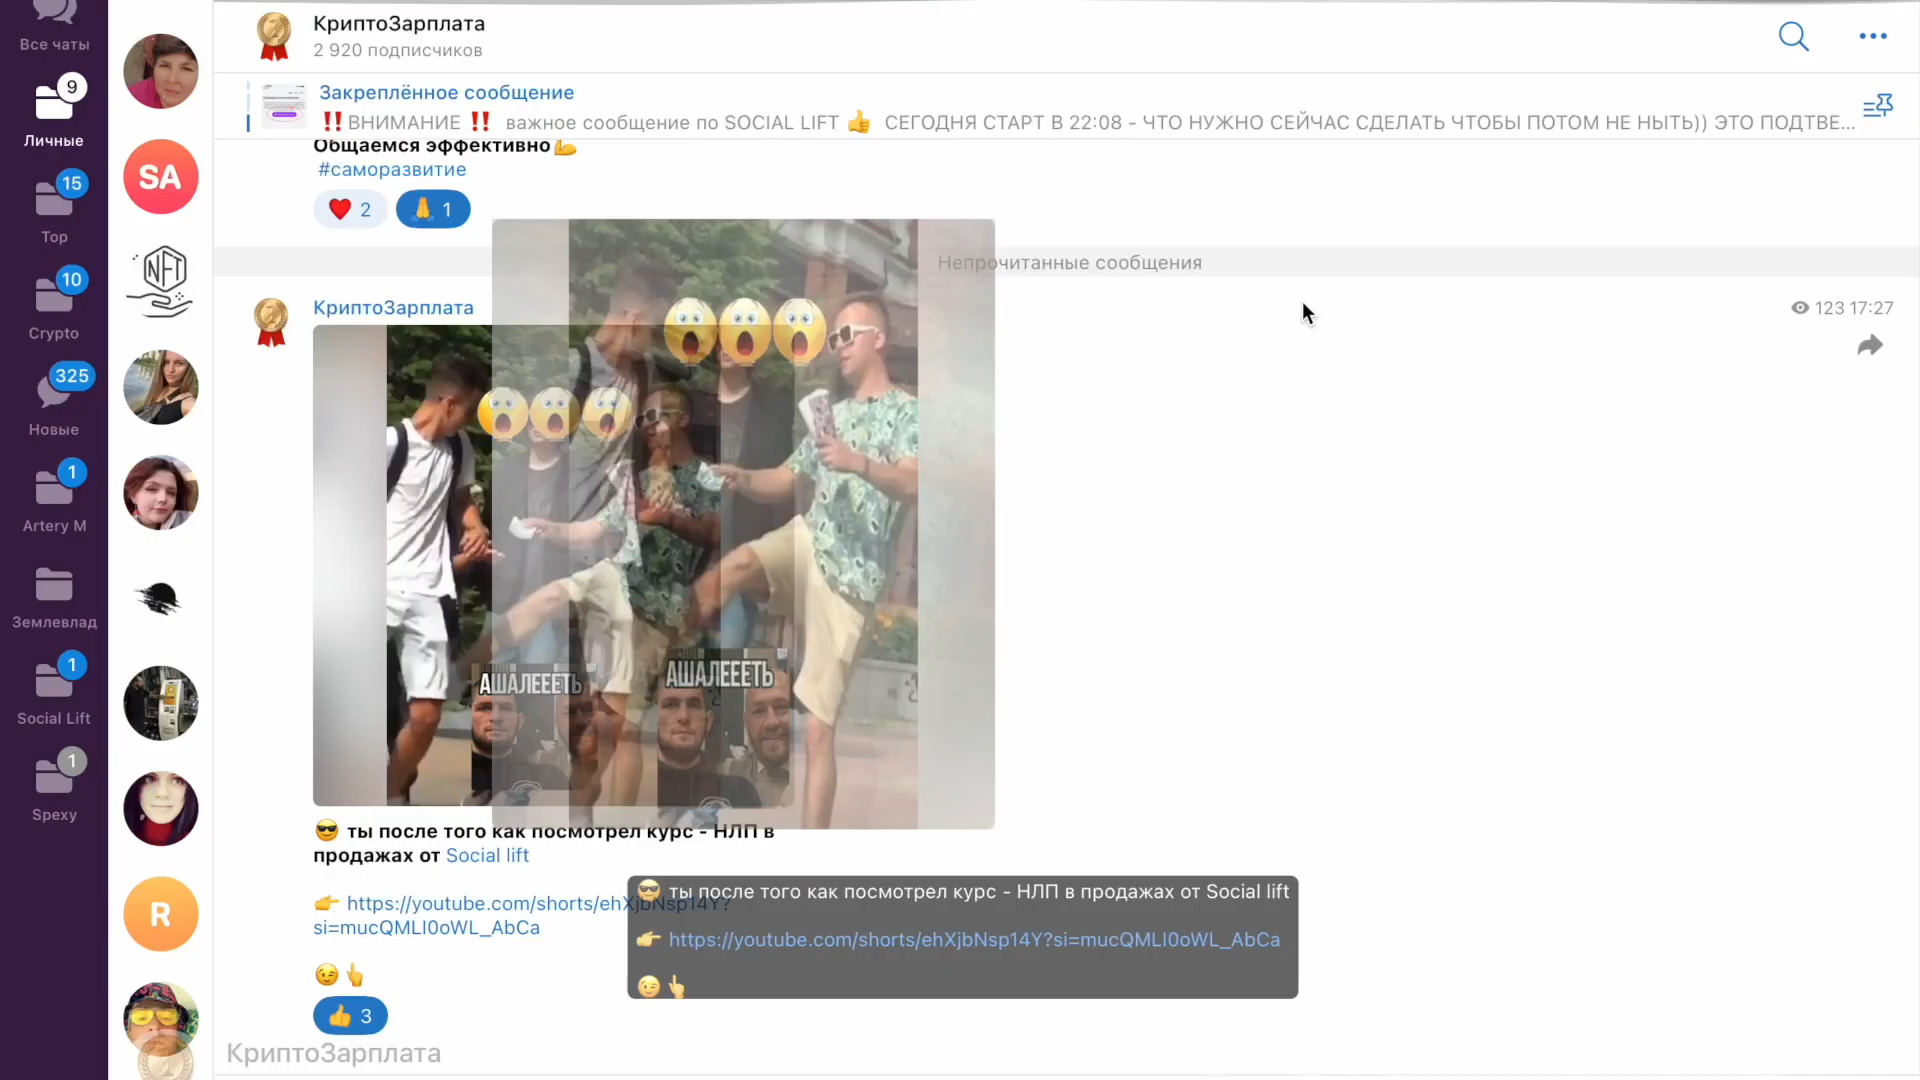 Все чаты
9
Личные
15
Top
10
Crypto
325
Новые
1
Artery M
Землевлад
1
Social Lift
1
Spexy
SA
NFT
R
КриптоЗарплата
2 920 подписчиков
Закреплённое сообщение
‼️ВНИМАНИЕ ‼️ важное сообщение по SOCIAL LIFT 👍 СЕГОДНЯ СТАРТ В 22:08 - ЧТО НУЖНО СЕЙЧАС СДЕЛАТЬ ЧТОБЫ ПОТОМ НЕ НЫТЬ)) ЭТО ПОДТВЕ...
Общаемся эффективно💪
#саморазвитие
❤️ 2 🙏 1
Непрочитанные сообщения
КриптоЗарплата
123 17:27
АШАЛЕЕЕТЬ
АШАЛЕЕЕТЬ
😎 ты после того как посмотрел курс - НЛП в
продажах от Social lift
👉 https://youtube.com/shorts/ehXjbNsp14Y?
si=mucQMLI0oWL_AbCa
😉👆
👍 3
😎 ты после того как посмотрел курс - НЛП в продажах от Social lift
👉 https://youtube.com/shorts/ehXjbNsp14Y?si=mucQMLI0oWL_AbCa
😉👆
КриптоЗарплата